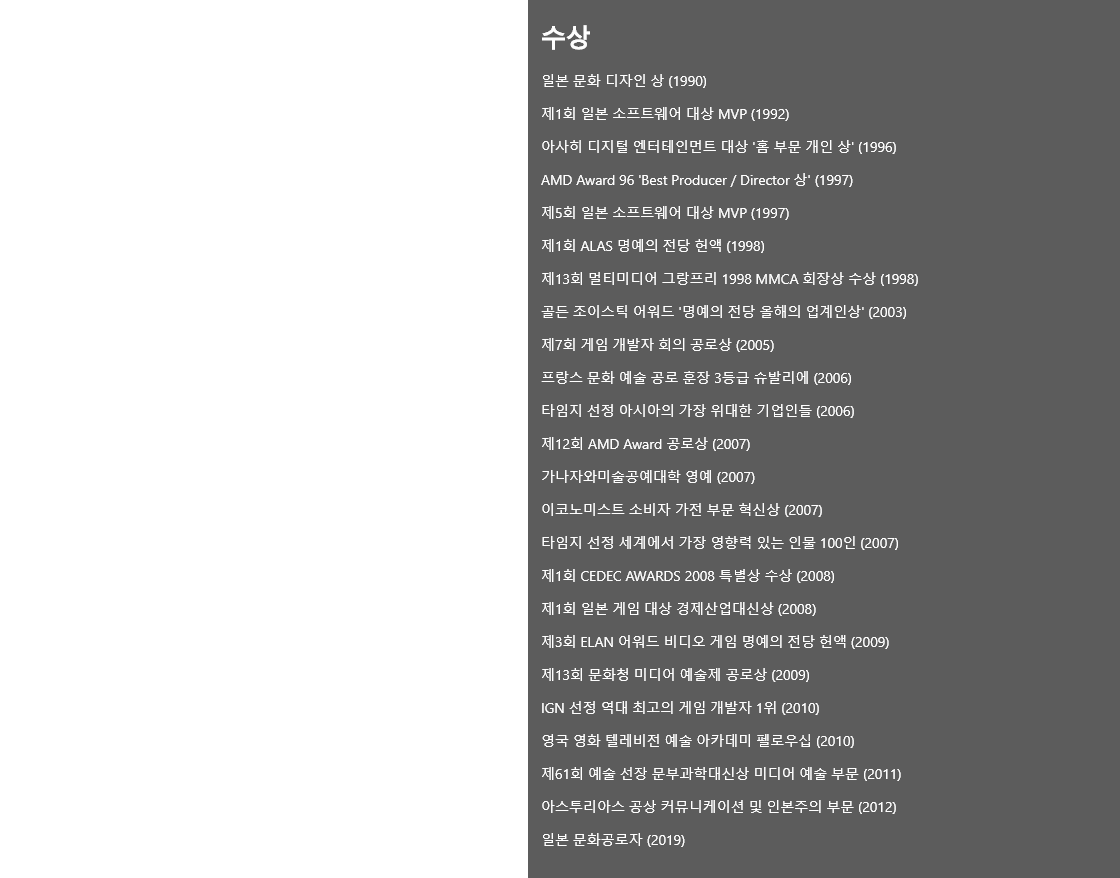 수상
일본 문화 디자인 상 (1990)
제1회 일본 소프트웨어 대상 MVP (1992)
아사히 디지털 엔터테인먼트 대상 '홈 부문 개인 상' (1996)
AMD Award 96 'Best Producer / Director 상' (1997)
제5회 일본 소프트웨어 대상 MVP (1997)
제1회 ALAS 명예의 전당 헌액 (1998)
제13회 멀티미디어 그랑프리 1998 MMCA 회장상 수상 (1998)
골든 조이스틱 어워드 '명예의 전당 올해의 업계인상' (2003)
제7회 게임 개발자 회의 공로상 (2005)
프랑스 문화 예술 공로 훈장 3등급 슈발리에 (2006)
타임지 선정 아시아의 가장 위대한 기업인들 (2006)
제12회 AMD Award 공로상 (2007)
가나자와미술공예대학 영예 (2007)
이코노미스트 소비자 가전 부문 혁신상 (2007)
타임지 선정 세계에서 가장 영향력 있는 인물 100인 (2007)
제1회 CEDEC AWARDS 2008 특별상 수상 (2008)
제1회 일본 게임 대상 경제산업대신상 (2008)
제3회 ELAN 어워드 비디오 게임 명예의 전당 헌액 (2009)
제13회 문화청 미디어 예술제 공로상 (2009)
IGN 선정 역대 최고의 게임 개발자 1위 (2010)
영국 영화 텔레비전 예술 아카데미 펠로우십 (2010)
제61회 예술 선장 문부과학대신상 미디어 예술 부문 (2011)
아스투리아스 공상 커뮤니케이션 및 인본주의 부문 (2012)
일본 문화공로자 (2019)